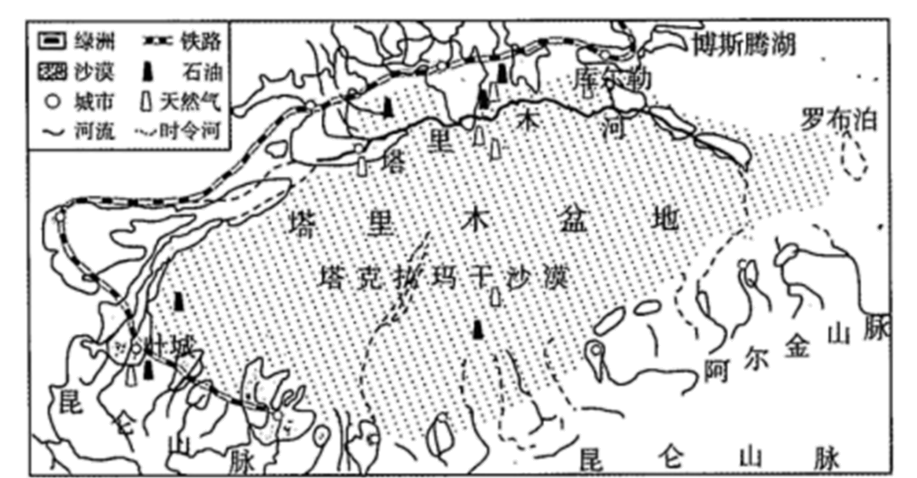 绿洲 铁路
沙漠 石油
城市 天然气
河流 时令河
博斯腾湖
库尔勒
罗布泊
塔里木河
塔里木盆地
塔克拉玛干沙漠
叶城
阿尔金山脉
昆仑山脉
昆仑山脉